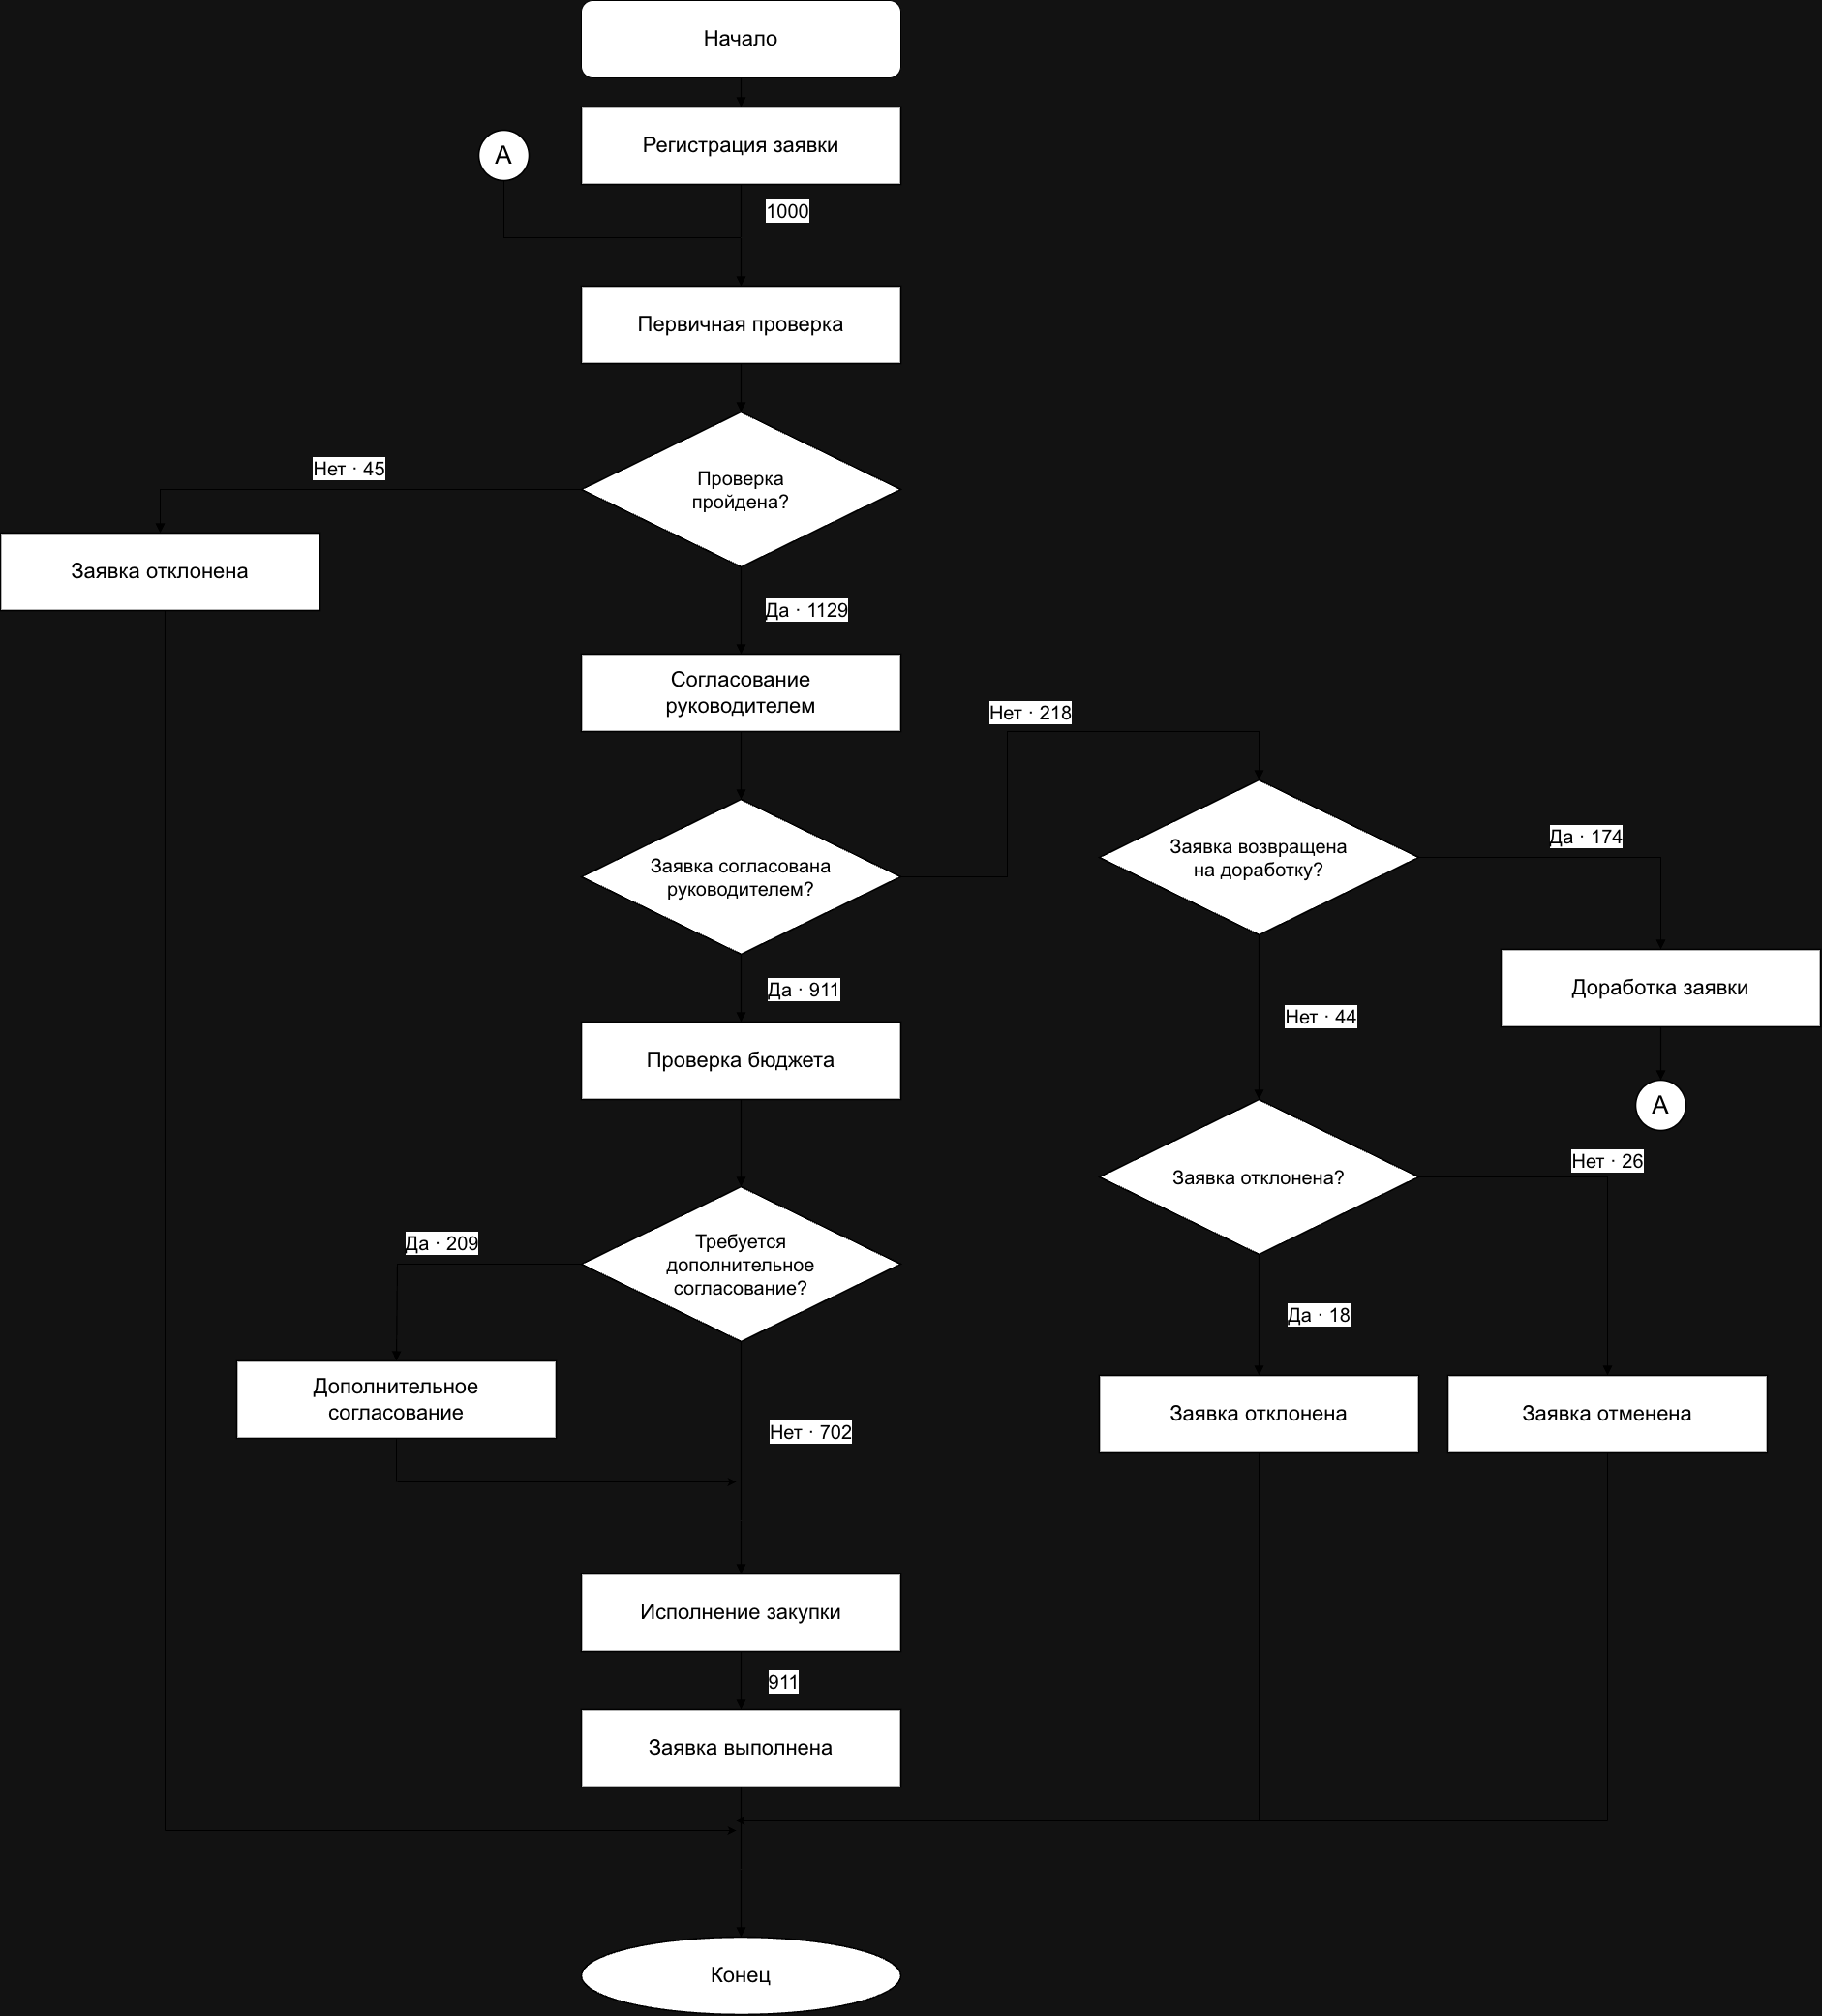 Начало
Регистрация заявки
А
1000
Первичная проверка
Проверка
пройдена?
Нет · 45
Заявка отклонена
Да · 1129
Согласование
руководителем
Нет · 218
Заявка согласована
руководителем?
Заявка возвращена
на доработку?
Да · 174
Доработка заявки
А
Да · 911
Нет · 44
Проверка бюджета
Заявка отклонена?
Нет · 26
Требуется
дополнительное
согласование?
Да · 209
Да · 18
Дополнительное
согласование
Нет · 702
Заявка отклонена
Заявка отменена
Исполнение закупки
911
Заявка выполнена
Конец